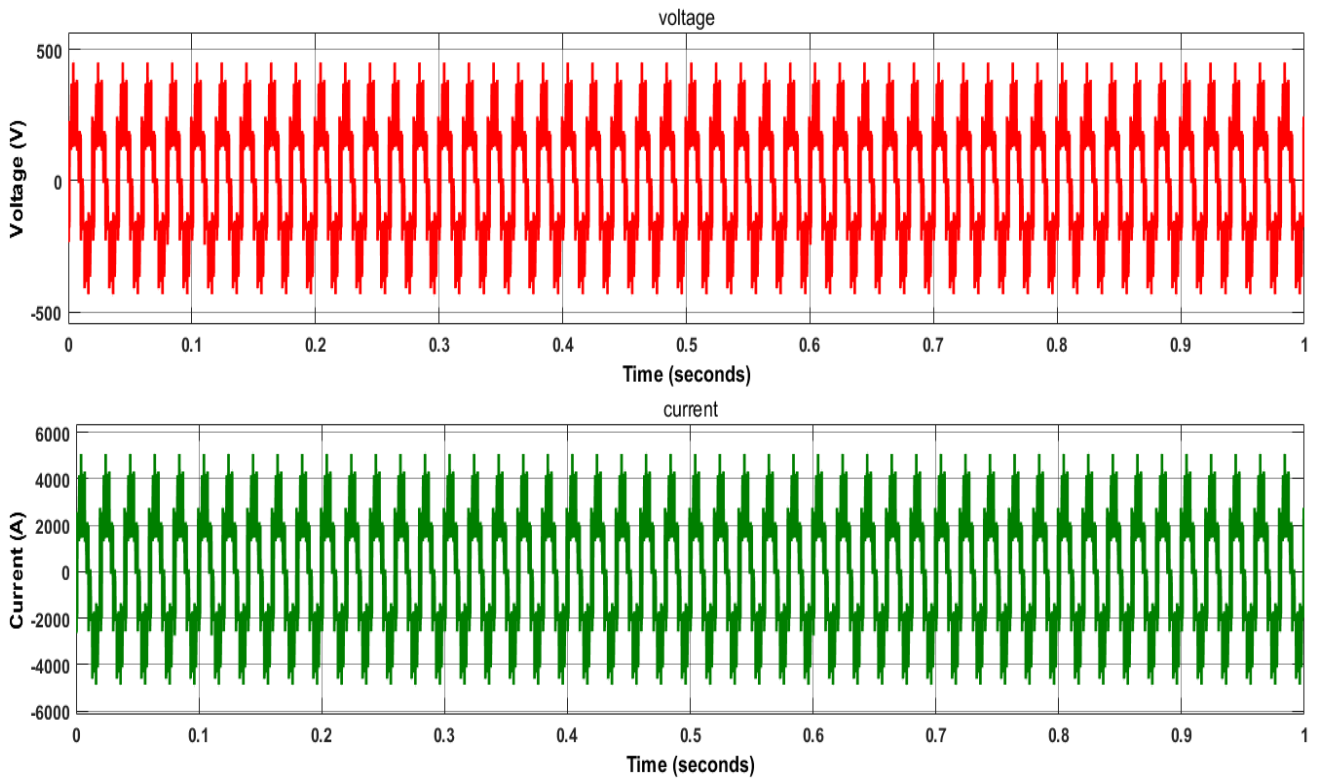 voltage
500
0
-500
Voltage (V)
0 0.1 0.2 0.3 0.4 0.5 0.6 0.7 0.8 0.9 1
Time (seconds)
current
6000
4000
2000
0
-2000
-4000
-6000
Current (A)
0 0.1 0.2 0.3 0.4 0.5 0.6 0.7 0.8 0.9 1
Time (seconds)